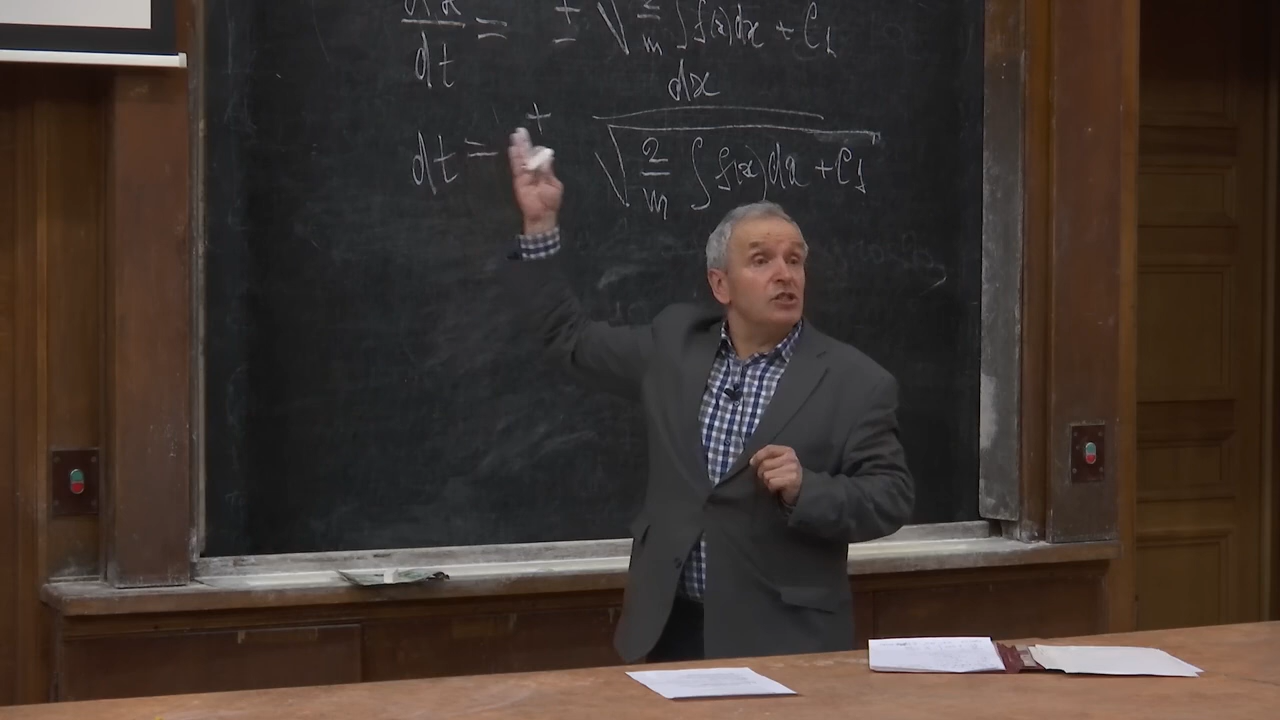 dx/dt = ± √ 2/m ∫ f(x)dx + C₁
dt = ± dx / √ 2/m ∫ f(x)dx + C₁